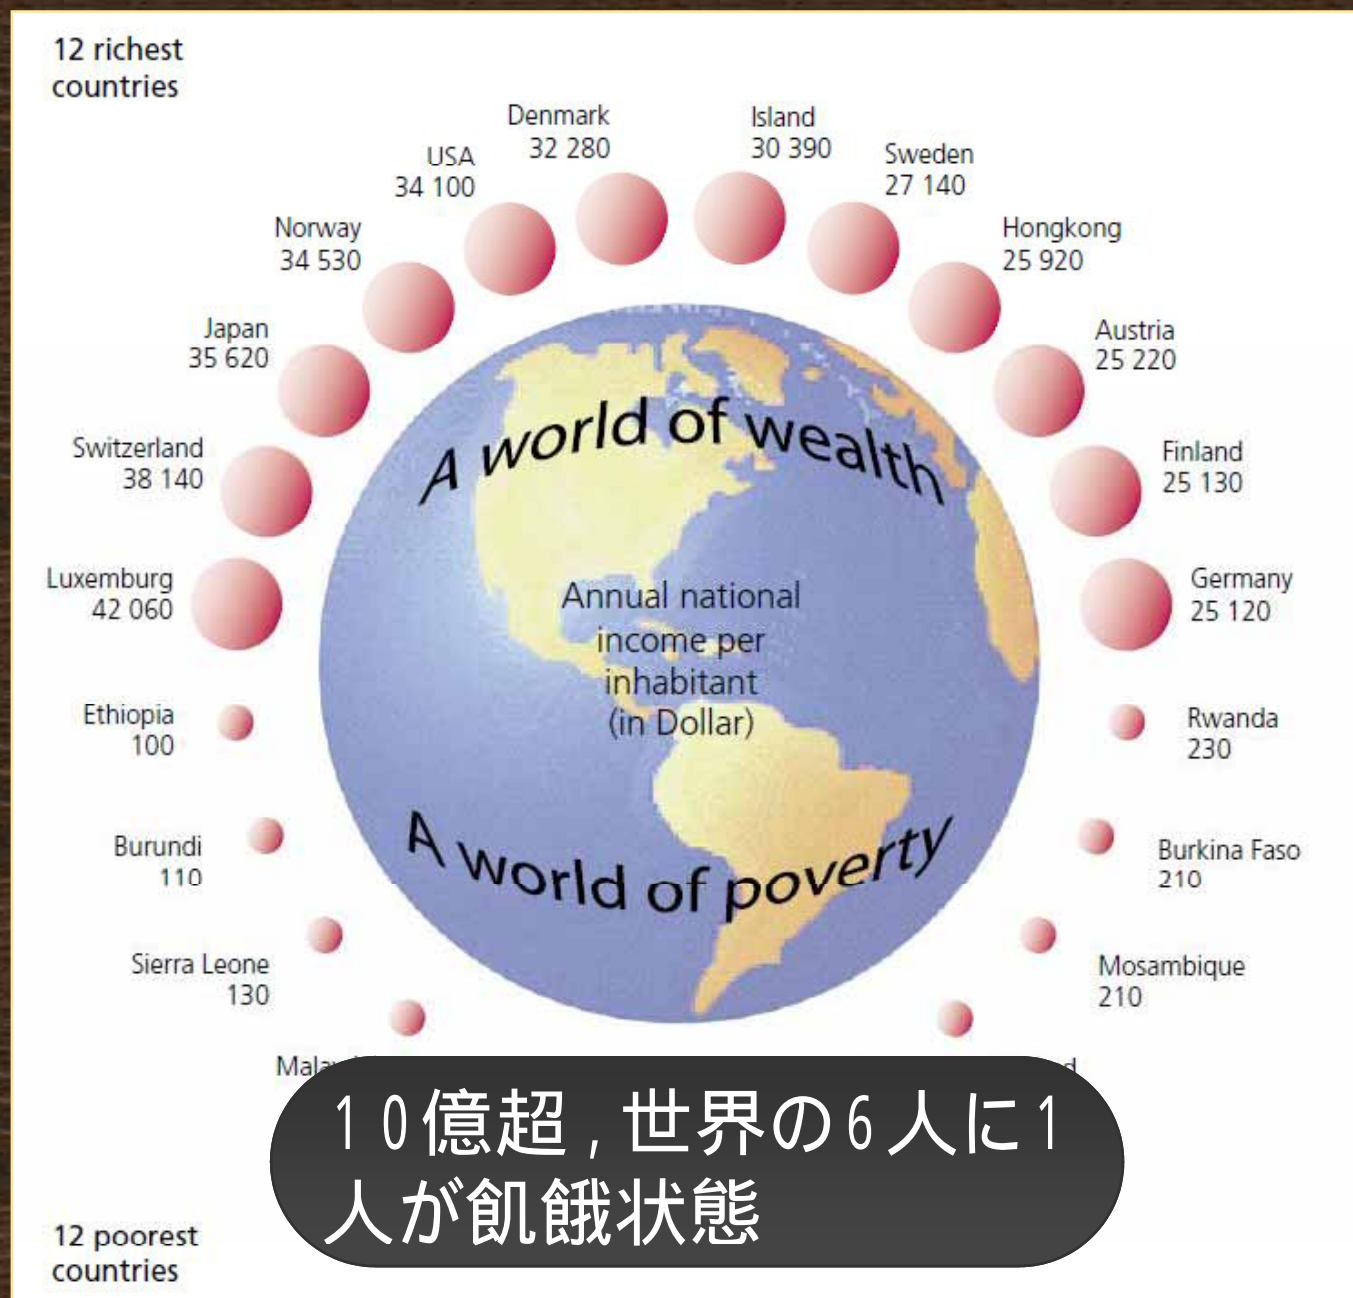 12 richest
countries
Denmark
32 280
Island
30 390
USA
34 100
Sweden
27 140
Norway
34 530
Hongkong
25 920
Japan
35 620
Austria
25 220
Switzerland
38 140
Finland
25 130
Luxemburg
42 060
Germany
25 120
A world of wealth
Annual national
income per
inhabitant
(in Dollar)
Ethiopia
100
Rwanda
230
Burundi
110
Burkina Faso
210
A world of poverty
Sierra Leone
130
Mosambique
210
10億超,世界の6人に1
人が飢餓状態
12 poorest
countries